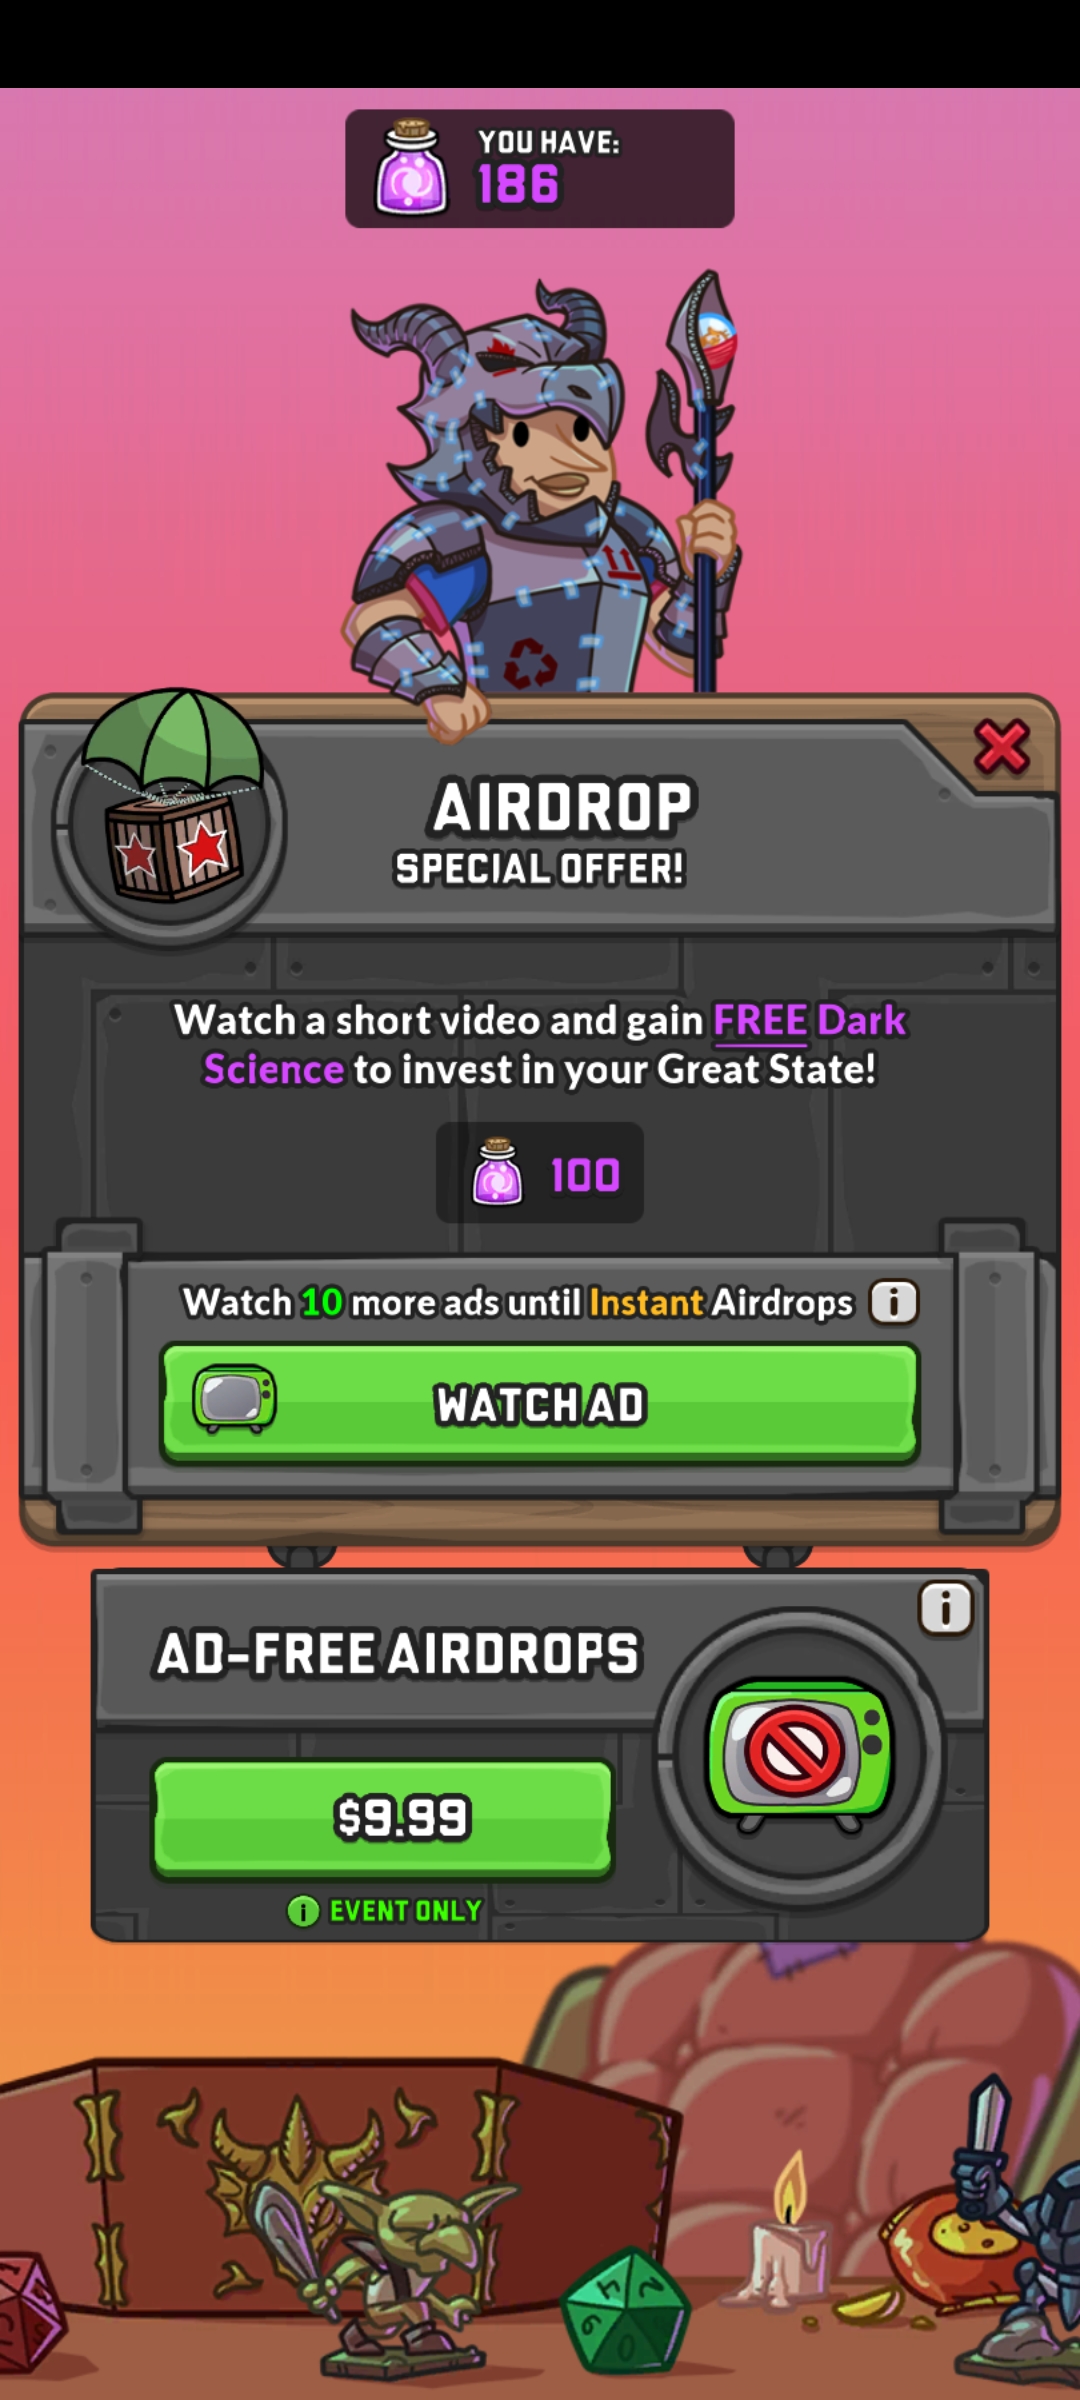 YOU HAVE:
186
AIRDROP
SPECIAL OFFER!
Watch a short video and gain FREE Dark
Science to invest in your Great State!
100
Watch 10 more ads until Instant Airdrops
i
WATCH AD
i
AD-FREE AIRDROPS
$9.99
i EVENT ONLY